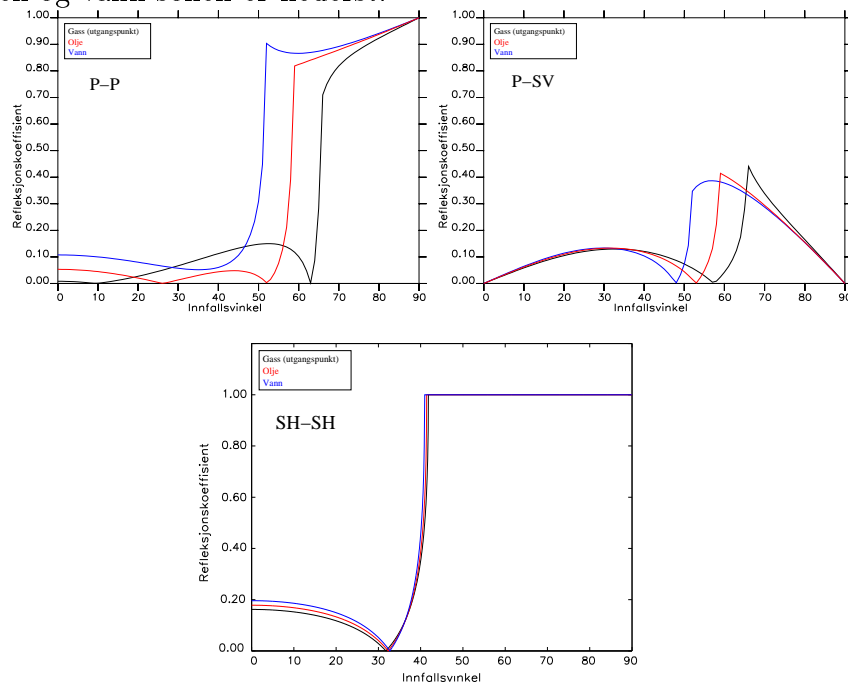 og vann sonen er nederst.
Gass (utgangspunkt)
Olje
Vann
P–P
Refleksjonskoeffisient
1.00
0.80
0.70
0.60
0.50
0.40
0.30
0.20
0.10
0.00
0 10 20 30 40 50 60 70 80 90
Innfallsvinkel
Gass (utgangspunkt)
Olje
Vann
P–SV
Refleksjonskoeffisient
1.00
0.90
0.80
0.70
0.60
0.50
0.40
0.30
0.20
0.10
0.00
0 10 20 30 40 50 60 70 80 90
Innfallsvinkel
Gass (utgangspunkt)
Olje
Vann
SH–SH
Refleksjonskoeffisient
1.00
0.80
0.60
0.40
0.20
0.00
0 10 20 30 40 50 60 70 80 90
Innfallsvinkel